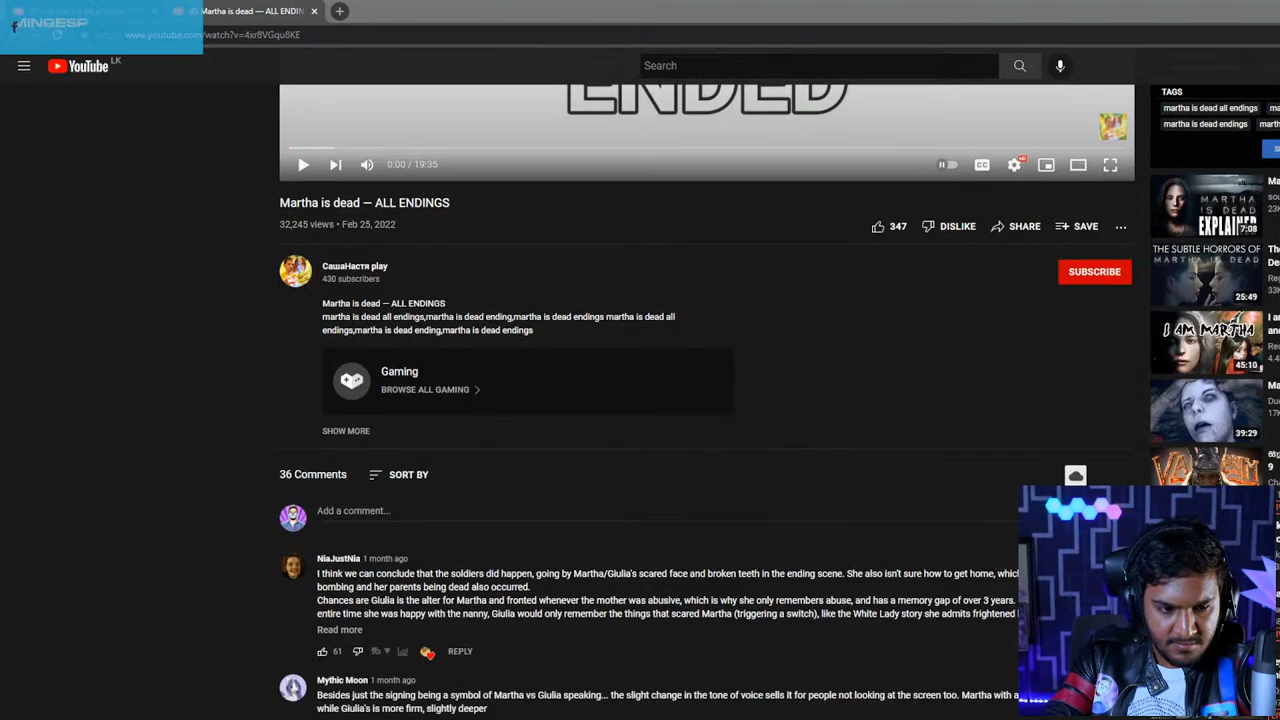 MINGESP
(8) Martha is dead — ALL ENDIN
www.youtube.com/watch?v=4xr8VGqu8KE
YouTube LK
Search
ENDED
TAGS
martha is dead all endings
martha is dead endings
0:00 / 19:35
CC
HD
Martha is dead — ALL ENDINGS
32,245 views • Feb 25, 2022
347
DISLIKE
SHARE
SAVE
СашаНастя play
430 subscribers
SUBSCRIBE
Martha is dead — ALL ENDINGS
martha is dead all endings,martha is dead ending,martha is dead endings martha is dead all
endings,martha is dead ending,martha is dead endings
Gaming
BROWSE ALL GAMING
SHOW MORE
MARTHA
IS DEAD
EXPLAINED
7:08
THE SUBTLE HORRORS OF
MARTHA IS DEAD
25:49
I AM MARTHA
45:10
39:29
36 Comments
SORT BY
Add a comment...
NiaJustNia 1 month ago
I think we can conclude that the soldiers did happen, going by Martha/Giulia's scared face and broken teeth in the ending scene. She also isn't sure how to get home, which
bombing and her parents being dead also occurred.
Chances are Giulia is the alter for Martha and fronted whenever the mother was abusive, which is why she only remembers abuse, and has a memory gap of over 3 years.
entire time she was happy with the nanny, Giulia would only remember the things that scared Martha (triggering a switch), like the White Lady story she admits frightened
Read more
61
REPLY
Mythic Moon 1 month ago
Besides just the signing being a symbol of Martha vs Giulia speaking... the slight change in the tone of voice sells it for people not looking at the screen too. Martha with a
while Giulia's is more firm, slightly deeper